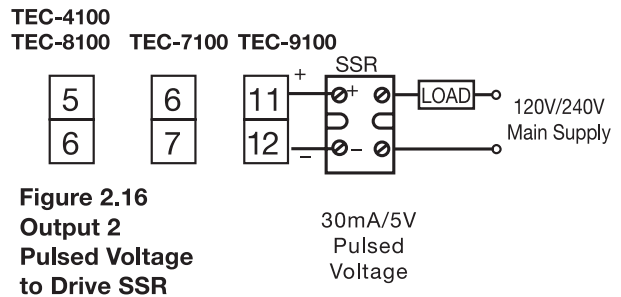 TEC-4100
TEC-8100 TEC-7100 TEC-9100
SSR
5 6 11 + + LOAD 120V/240V
Main Supply
6 7 12 – –
Figure 2.16
Output 2
Pulsed Voltage
to Drive SSR
30mA/5V
Pulsed
Voltage